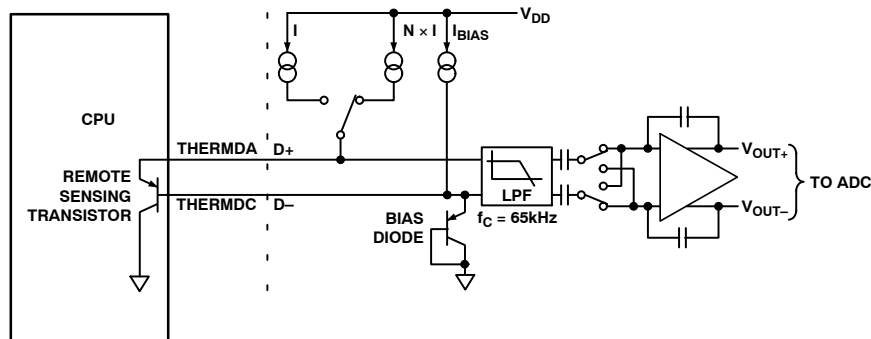 I
N × I
I_BIAS
V_DD
CPU
THERMDA
D+
REMOTE
SENSING
TRANSISTOR
THERMDC
D–
BIAS
DIODE
LPF
f_C = 65kHz
V_OUT+
V_OUT–
TO ADC